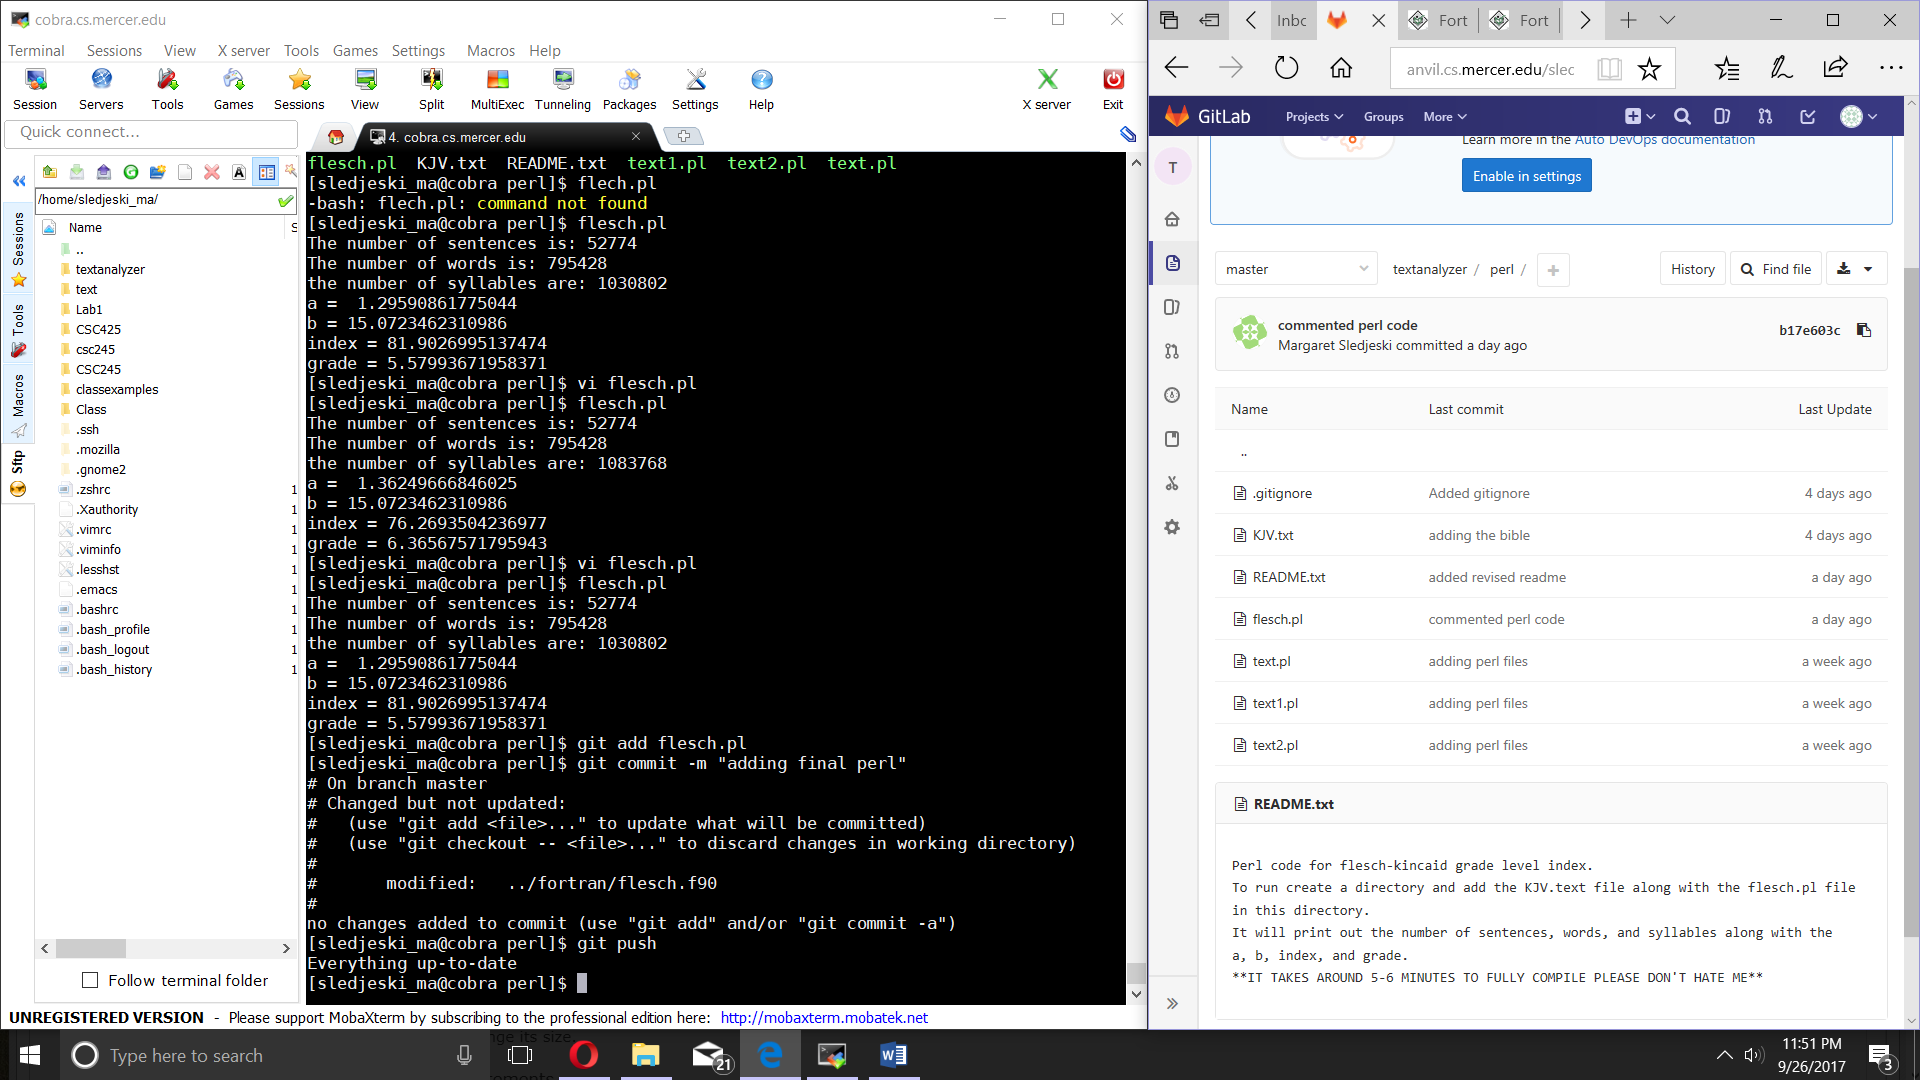 cobra.cs.mercer.edu
Terminal Sessions View X server Tools Games Settings Macros Help
Session Servers Tools Games Sessions View Split MultiExec Tunneling Packages Settings Help X server Exit
Quick connect...
4. cobra.cs.mercer.edu
/home/sledjeski_ma/
Name S
..
textanalyzer
text
Lab1
CSC425
csc245
CSC245
classexamples
Class
.ssh
.mozilla
.gnome2
.zshrc 1
.Xauthority 1
.vimrc 1
.viminfo 1
.lesshst 1
.emacs 1
.bashrc 1
.bash_profile 1
.bash_logout 1
.bash_history 1
Sessions
Tools
Macros
Sftp
Follow terminal folder
flesch.pl KJV.txt README.txt text1.pl text2.pl text.pl
[sledjeski_ma@cobra perl]$ flech.pl
-bash: flech.pl: command not found
[sledjeski_ma@cobra perl]$ flesch.pl
The number of sentences is: 52774
The number of words is: 795428
the number of syllables are: 1030802
a =  1.29590861775044
b = 15.0723462310986
index = 81.9026995137474
grade = 5.57993671958371
[sledjeski_ma@cobra perl]$ vi flesch.pl
[sledjeski_ma@cobra perl]$ flesch.pl
The number of sentences is: 52774
The number of words is: 795428
the number of syllables are: 1083768
a =  1.36249666846025
b = 15.0723462310986
index = 76.2693504236977
grade = 6.36567571795943
[sledjeski_ma@cobra perl]$ vi flesch.pl
[sledjeski_ma@cobra perl]$ flesch.pl
The number of sentences is: 52774
The number of words is: 795428
the number of syllables are: 1030802
a =  1.29590861775044
b = 15.0723462310986
index = 81.9026995137474
grade = 5.57993671958371
[sledjeski_ma@cobra perl]$ git add flesch.pl
[sledjeski_ma@cobra perl]$ git commit -m "adding final perl"
# On branch master
# Changed but not updated:
#   (use "git add <file>..." to update what will be committed)
#   (use "git checkout -- <file>..." to discard changes in working directory)
#
#       modified:   ../fortran/flesch.f90
#
no changes added to commit (use "git add" and/or "git commit -a")
[sledjeski_ma@cobra perl]$ git push
Everything up-to-date
[sledjeski_ma@cobra perl]$
UNREGISTERED VERSION - Please support MobaXterm by subscribing to the professional edition here: http://mobaxterm.mobatek.net
Inbc Fort Fort
anvil.cs.mercer.edu/slec
GitLab Projects Groups More
Learn more in the Auto DevOps documentation
Enable in settings
T
master textanalyzer / perl / + History Find file
commented perl code
Margaret Sledjeski committed a day ago
b17e603c
Name Last commit Last Update
..
.gitignore Added gitignore 4 days ago
KJV.txt adding the bible 4 days ago
README.txt added revised readme a day ago
flesch.pl commented perl code a day ago
text.pl adding perl files a week ago
text1.pl adding perl files a week ago
text2.pl adding perl files a week ago
README.txt
Perl code for flesch-kincaid grade level index.
To run create a directory and add the KJV.text file along with the flesch.pl file
in this directory.
It will print out the number of sentences, words, and syllables along with the
a, b, index, and grade.
**IT TAKES AROUND 5-6 MINUTES TO FULLY COMPILE PLEASE DON'T HATE ME**
Type here to search
21
11:51 PM
9/26/2017
3